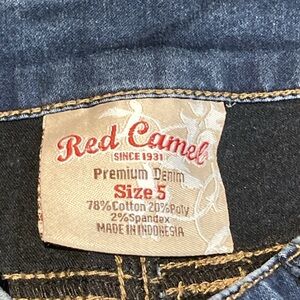 Red Camel
SINCE 1931
Premium Denim
Size 5
78%Cotton 20%Poly
2%Spandex
MADE IN INDONESIA